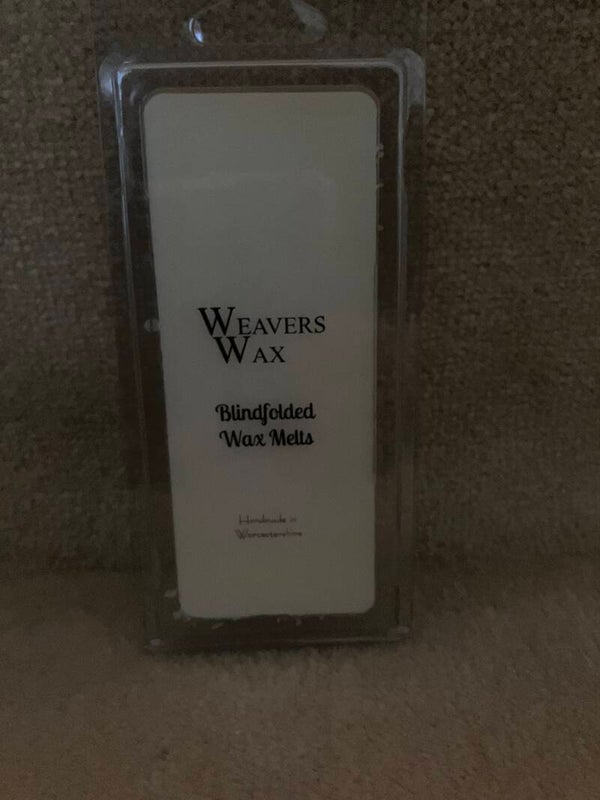 WEAVERS
WAX
Blindfolded
Wax Melts
Handmade in
Worcestershire